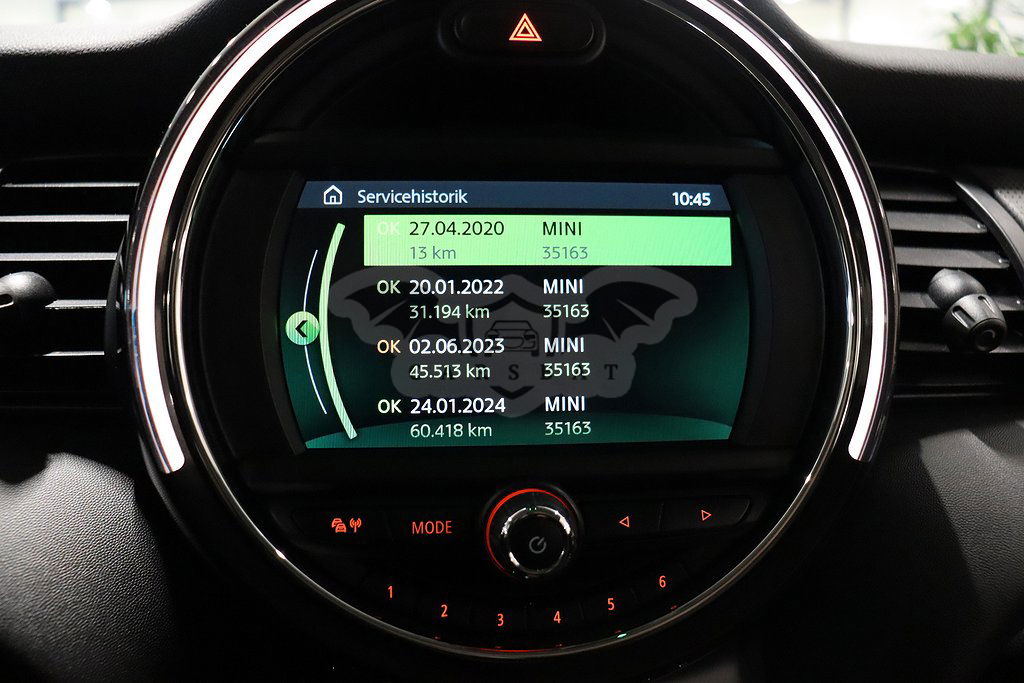 Servicehistorik 10:45
OK 27.04.2020 MINI
13 km 35163
OK 20.01.2022 MINI
31.194 km 35163
OK 02.06.2023 MINI
45.513 km 35163
OK 24.01.2024 MINI
60.418 km 35163
MODE
1 2 3 4 5 6